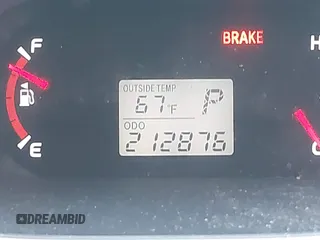 F
BRAKE
H
OUTSIDE TEMP
67°F P
ODO
212876
E
C
DREAMBID